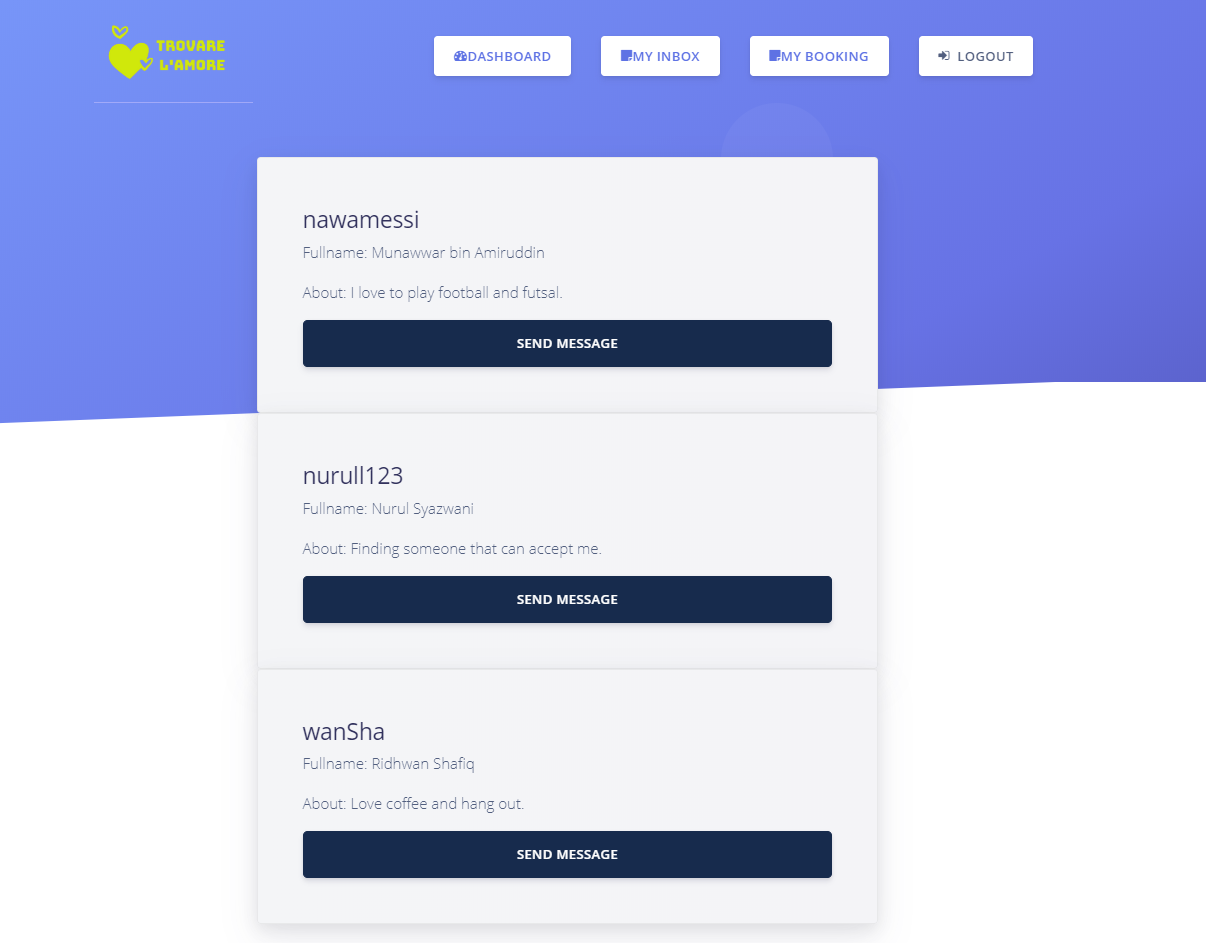 TROVARE
L'AMORE
DASHBOARD
MY INBOX
MY BOOKING
LOGOUT
nawamessi
Fullname: Munawwar bin Amiruddin
About: I love to play football and futsal.
SEND MESSAGE
nurull123
Fullname: Nurul Syazwani
About: Finding someone that can accept me.
SEND MESSAGE
wanSha
Fullname: Ridhwan Shafiq
About: Love coffee and hang out.
SEND MESSAGE